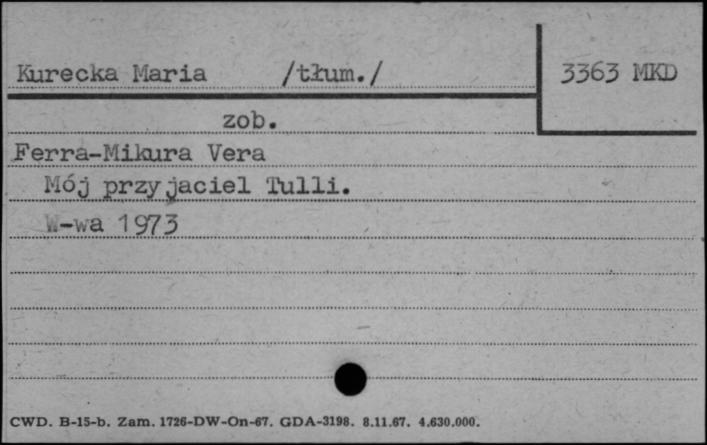 Kurecka Maria /tłum./ 3363 MKD
zob.
Ferra-Mikura Vera
Mój przyjaciel Tulli.
W-wa 1973
CWD. B-15-b. Zam. 1726-DW-On-67. GDA-3198. 8.11.67. 4.630.000.